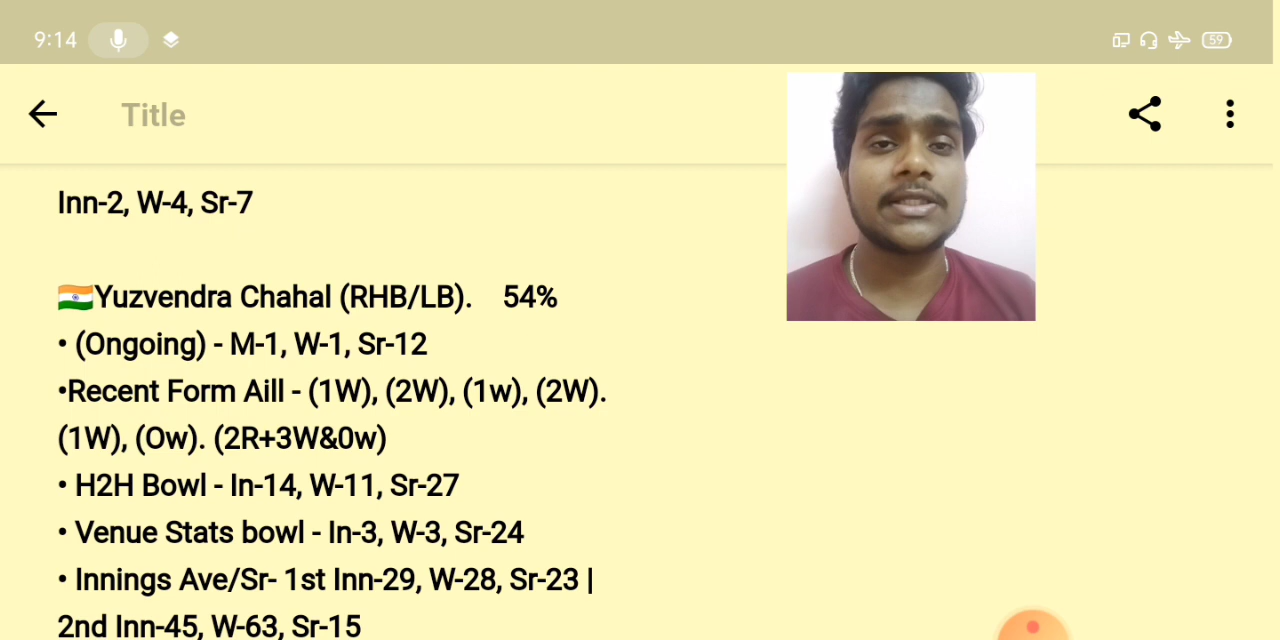 9:14
59
Title
Inn-2, W-4, Sr-7
🇮🇳Yuzvendra Chahal (RHB/LB). 54%
• (Ongoing) - M-1, W-1, Sr-12
•Recent Form Aill - (1W), (2W), (1w), (2W).
(1W), (Ow). (2R+3W&0w)
• H2H Bowl - In-14, W-11, Sr-27
• Venue Stats bowl - In-3, W-3, Sr-24
• Innings Ave/Sr- 1st Inn-29, W-28, Sr-23 |
2nd Inn-45, W-63, Sr-15